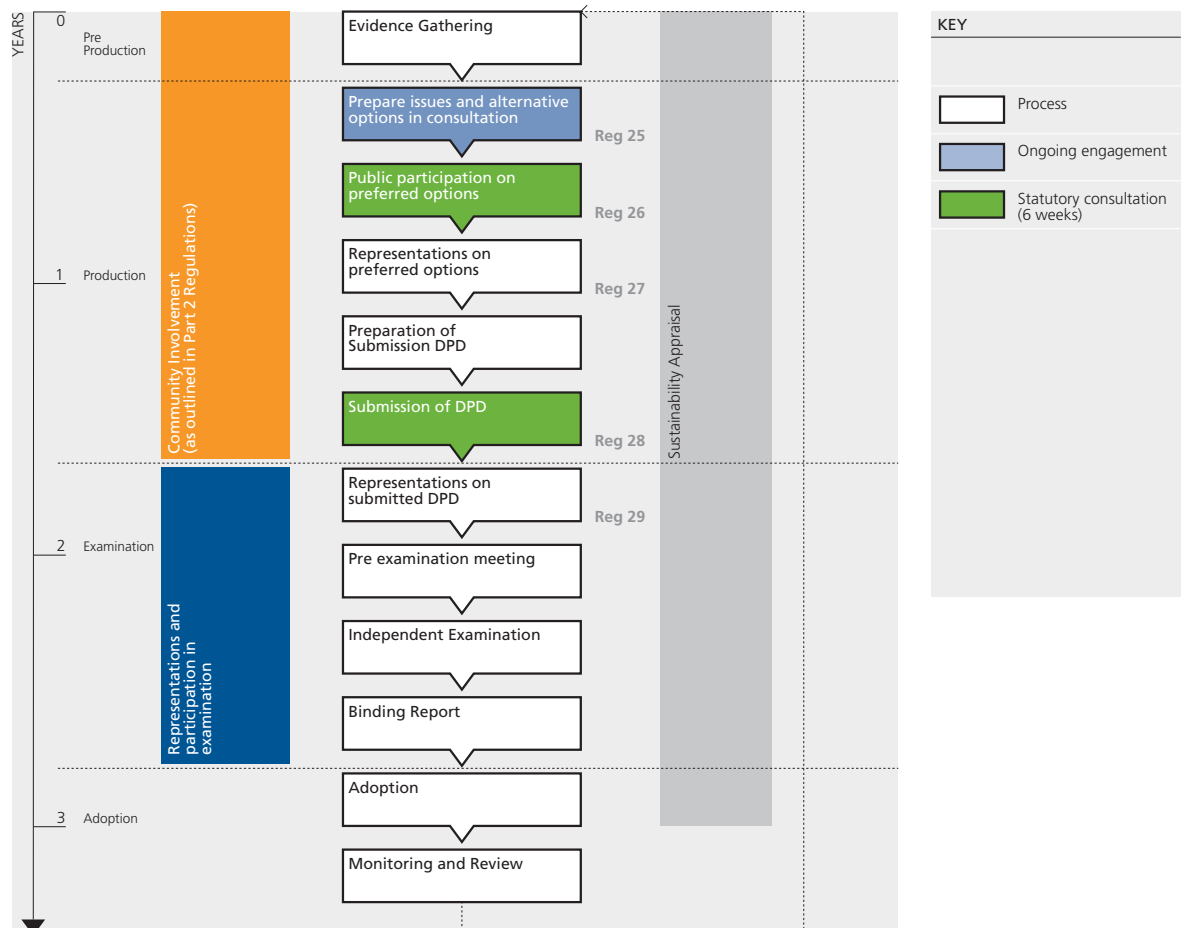 YEARS
0
Pre
Production
1
Production
2
Examination
3
Adoption
Community Involvement
(as outlined in Part 2 Regulations)
Representations and
participation in
examination
Evidence Gathering
Prepare issues and alternative
options in consultation
Reg 25
Public participation on
preferred options
Reg 26
Representations on
preferred options
Reg 27
Preparation of
Submission DPD
Submission of DPD
Reg 28
Representations on
submitted DPD
Reg 29
Pre examination meeting
Independent Examination
Binding Report
Adoption
Monitoring and Review
Sustainability Appraisal
KEY
Process
Ongoing engagement
Statutory consultation
(6 weeks)